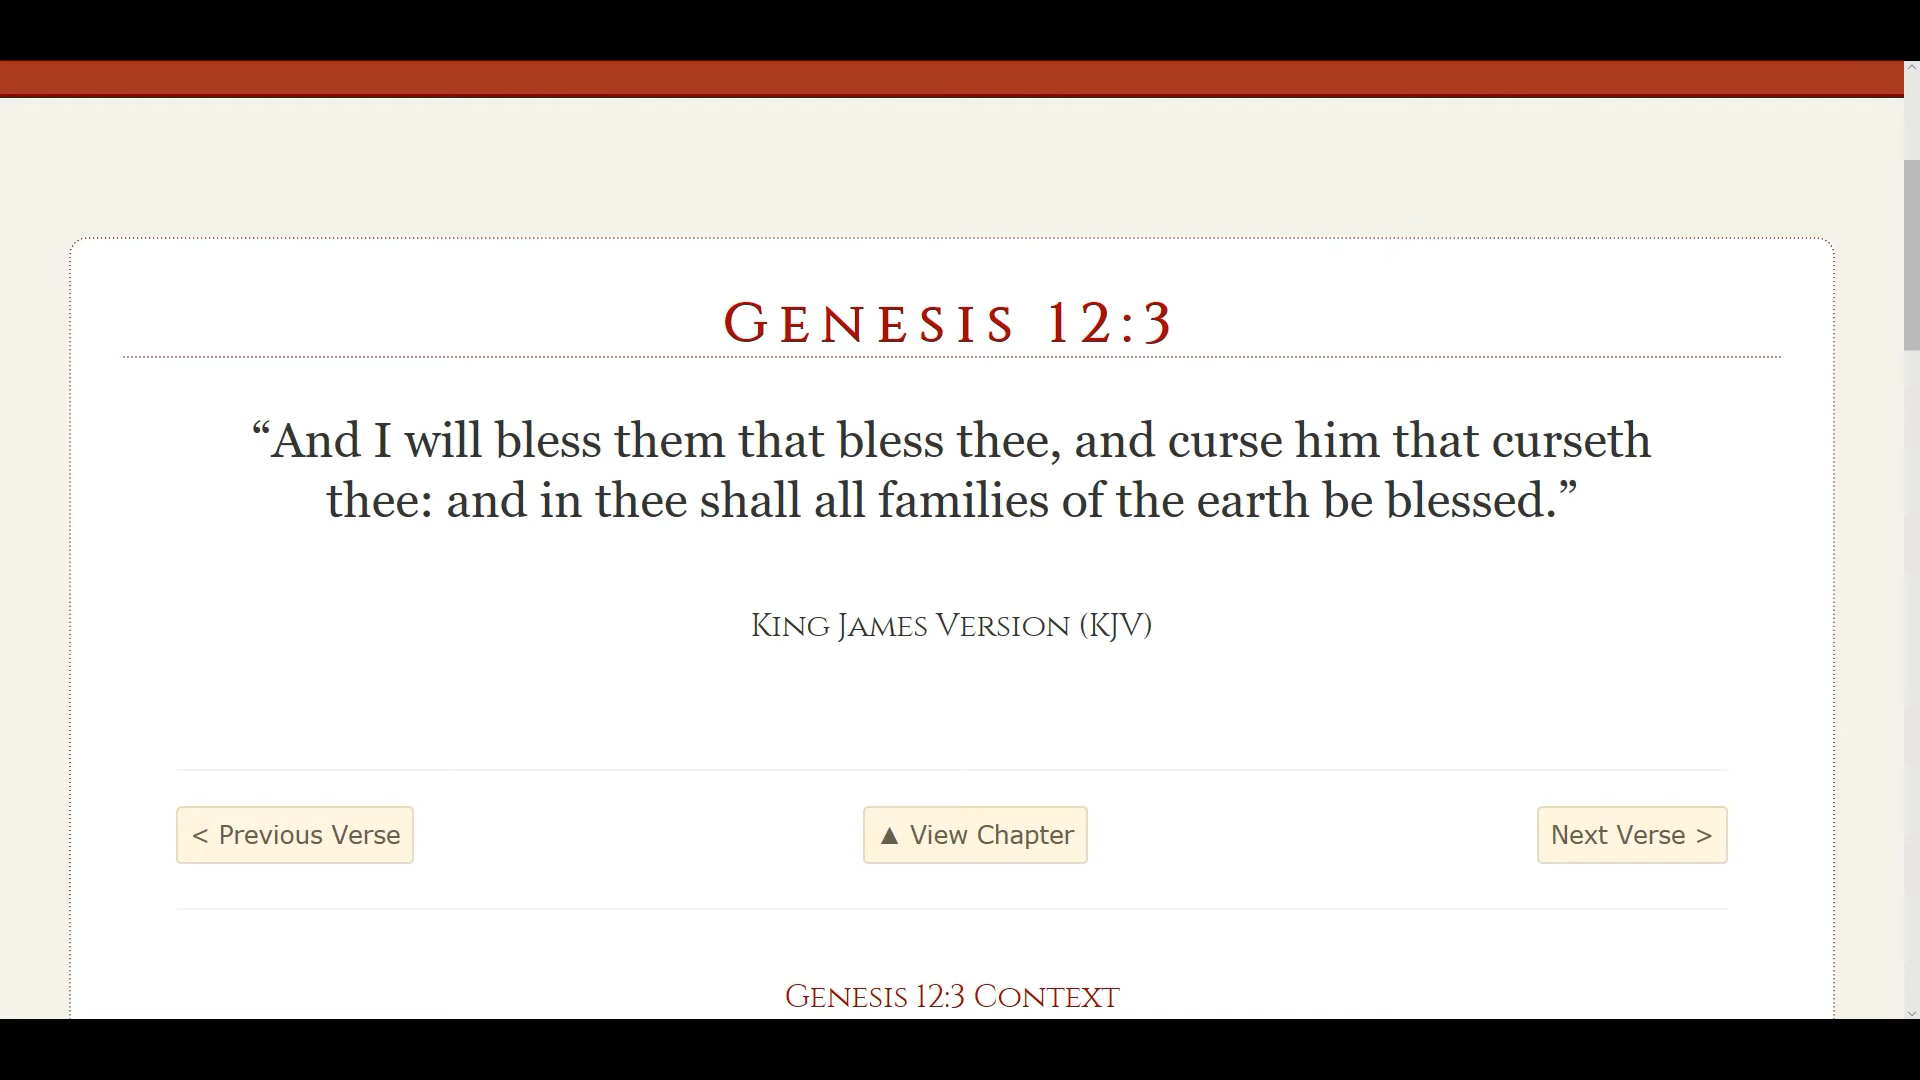 Genesis 12:3
“And I will bless them that bless thee, and curse him that curseth
thee: and in thee shall all families of the earth be blessed.”
King James Version (KJV)
< Previous Verse
▲ View Chapter
Next Verse >
Genesis 12:3 Context